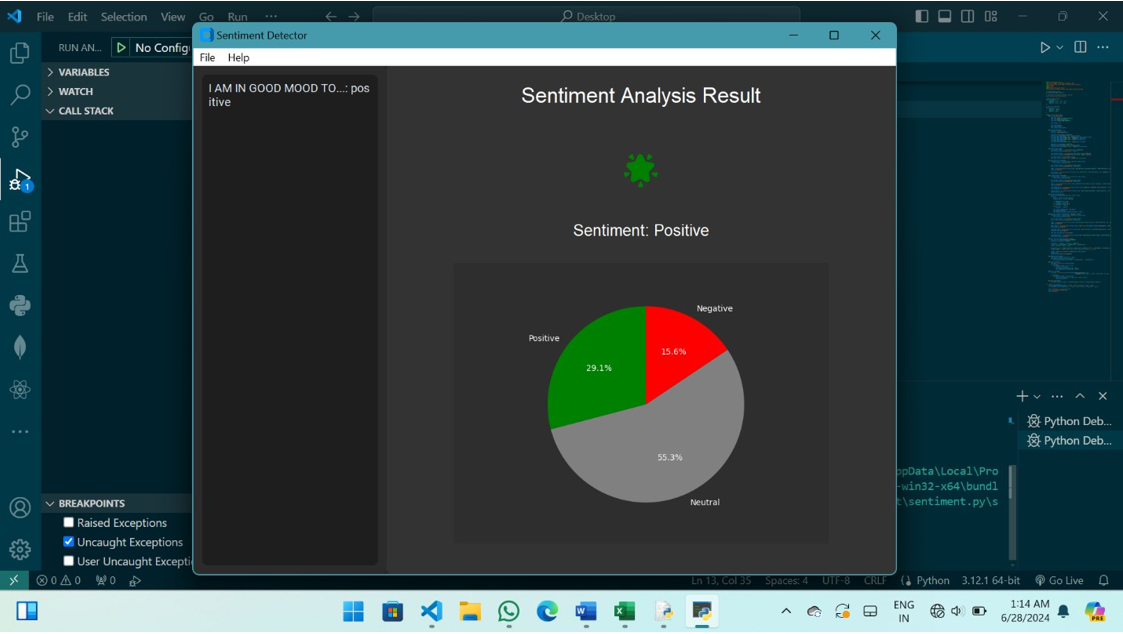 File Edit Selection View Go Run ··· Desktop
Sentiment Detector
RUN AN... No Configu
File Help
VARIABLES
WATCH
CALL STACK
I AM IN GOOD MOOD TO...: pos
itive
Sentiment Analysis Result
Sentiment: Positive
Negative
Positive
15.6%
29.1%
55.3%
Neutral
1
Python Deb...
Python Deb...
ppData\Local\Pro
-win32-x64\bundl
t\sentiment.py\s
BREAKPOINTS
Raised Exceptions
Uncaught Exceptions
User Uncaught Excepti
0 0 0 Ln 13, Col 35 Spaces: 4 UTF-8 CRLF Python 3.12.1 64-bit Go Live
ENG
IN
1:14 AM
6/28/2024
PRE